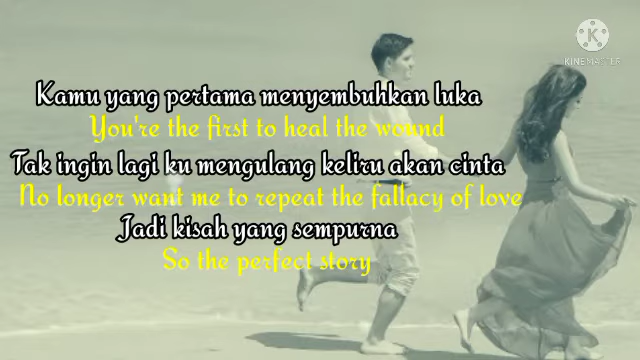 KINEMASTER
Kamu yang pertama menyembuhkan luka
You're the first to heal the wound
Tak ingin lagi ku mengulang keliru akan cinta
No longer want me to repeat the fallacy of love
Jadi kisah yang sempurna
So the perfect story